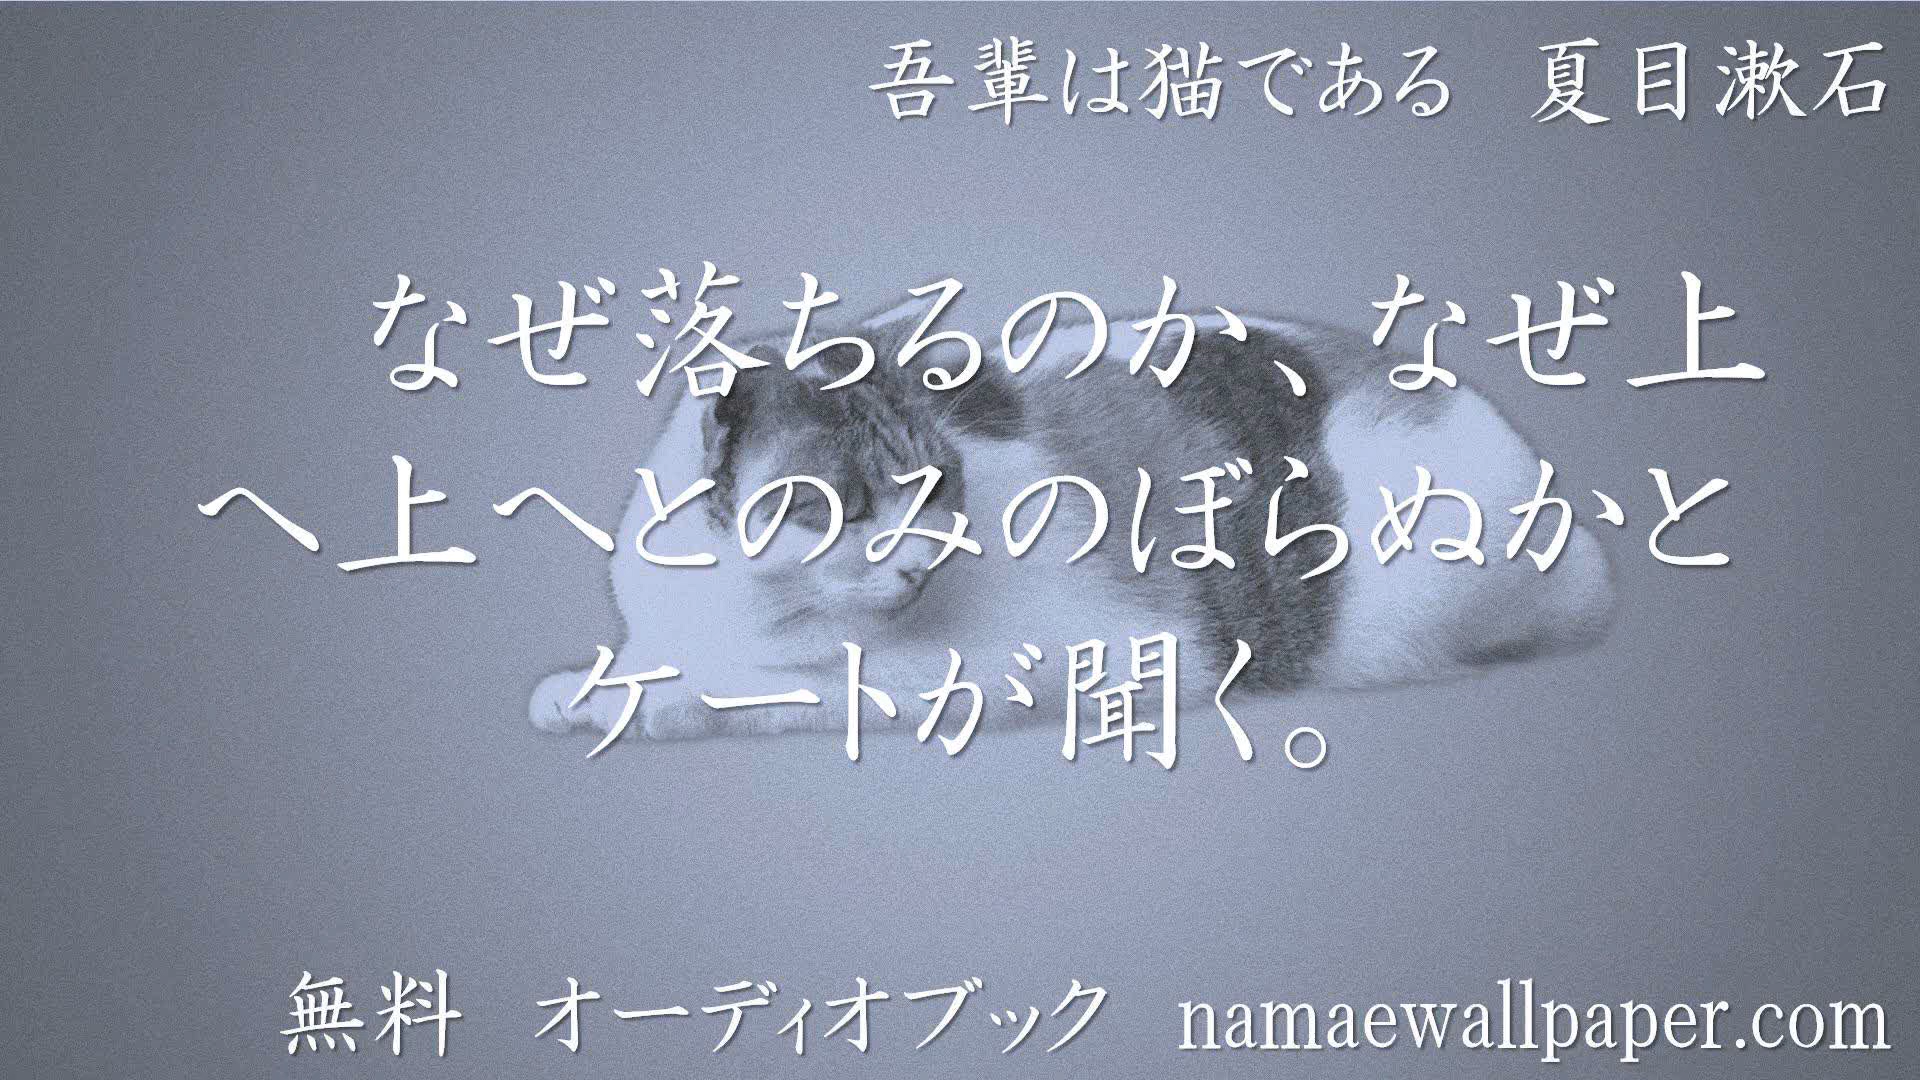 吾輩は猫である　夏目漱石
なぜ落ちるのか、なぜ上
へ上へとのみのぼらぬかと
ケートが聞く。
無料　オーディオブック　namaewallpaper.com